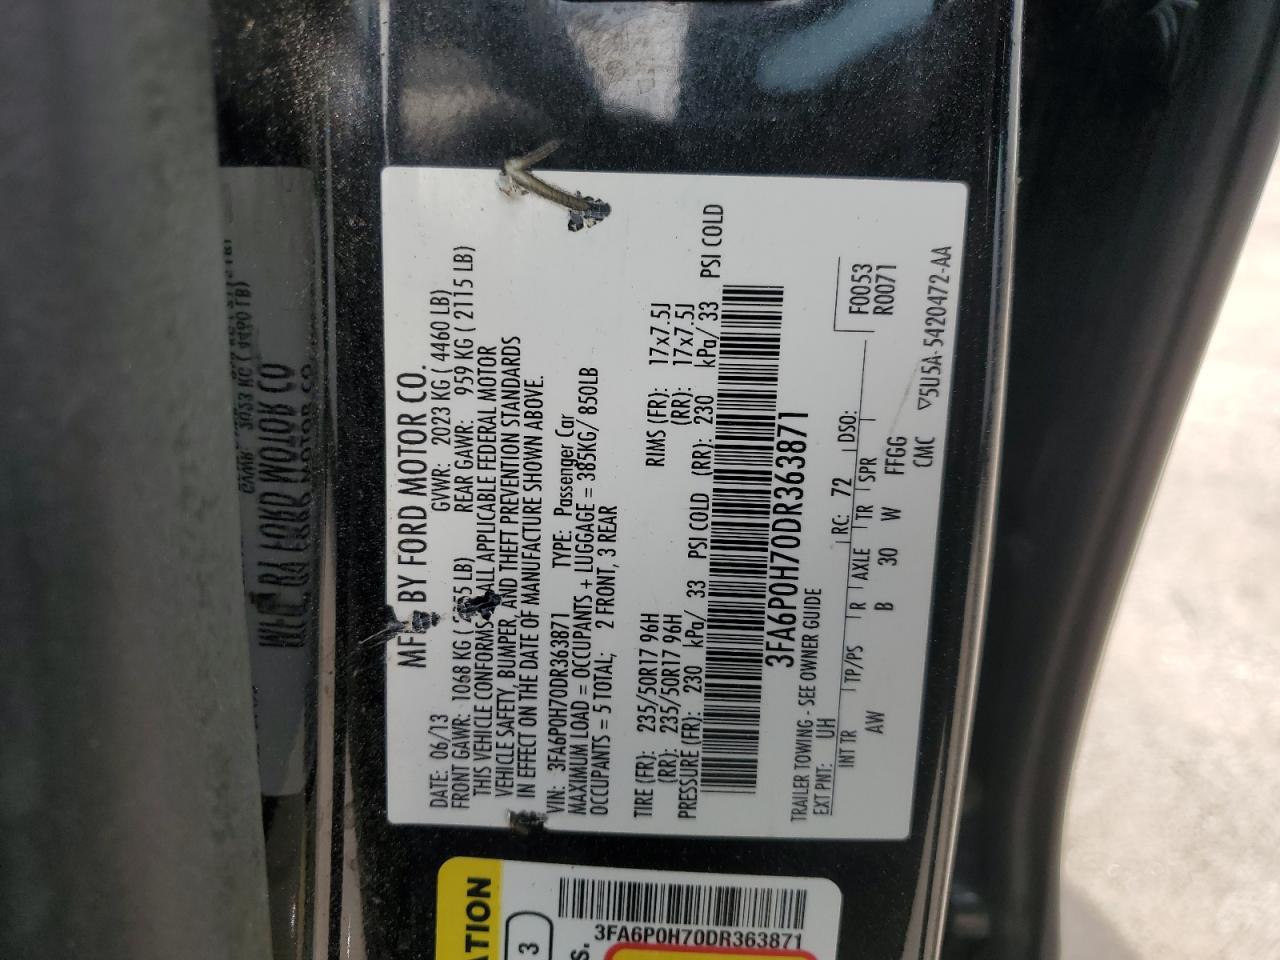 MFD BY FORD MOTOR CO.
DATE: 06/13 GVWR: 2023 KG ( 4460 LB)
FRONT GAWR: 1068 KG ( LB) REAR GAWR: 959 KG ( 2115 LB)
THIS VEHICLE CONFORMS ALL APPLICABLE FEDERAL MOTOR
VEHICLE SAFETY, BUMPER, AND THEFT PREVENTION STANDARDS
IN EFFECT ON THE DATE OF MANUFACTURE SHOWN ABOVE.
VIN: 3FA6P0H70DR363871 TYPE: Passenger Car
MAXIMUM LOAD = OCCUPANTS + LUGGAGE = 385KG/ 850LB
OCCUPANTS = 5 TOTAL; 2 FRONT, 3 REAR
TIRE (FR): 235/50R17 96H RIMS (FR): 17x7.5J
(RR): 235/50R17 96H (RR): 17x7.5J
PRESSURE (FR): 230 kPa/ 33 PSI COLD (RR): 230 kPa/ 33 PSI COLD
3FA6P0H70DR363871
TRAILER TOWING - SEE OWNER GUIDE
EXT PNT: UH RC: 72 DSO: F0053
R0071
INT TR TP/PS R AXLE TR SPR
AW B 30 W FFGG
CMC ▽5U5A-5420472-AA
ATION
3
S.
3FA6P0H70DR363871